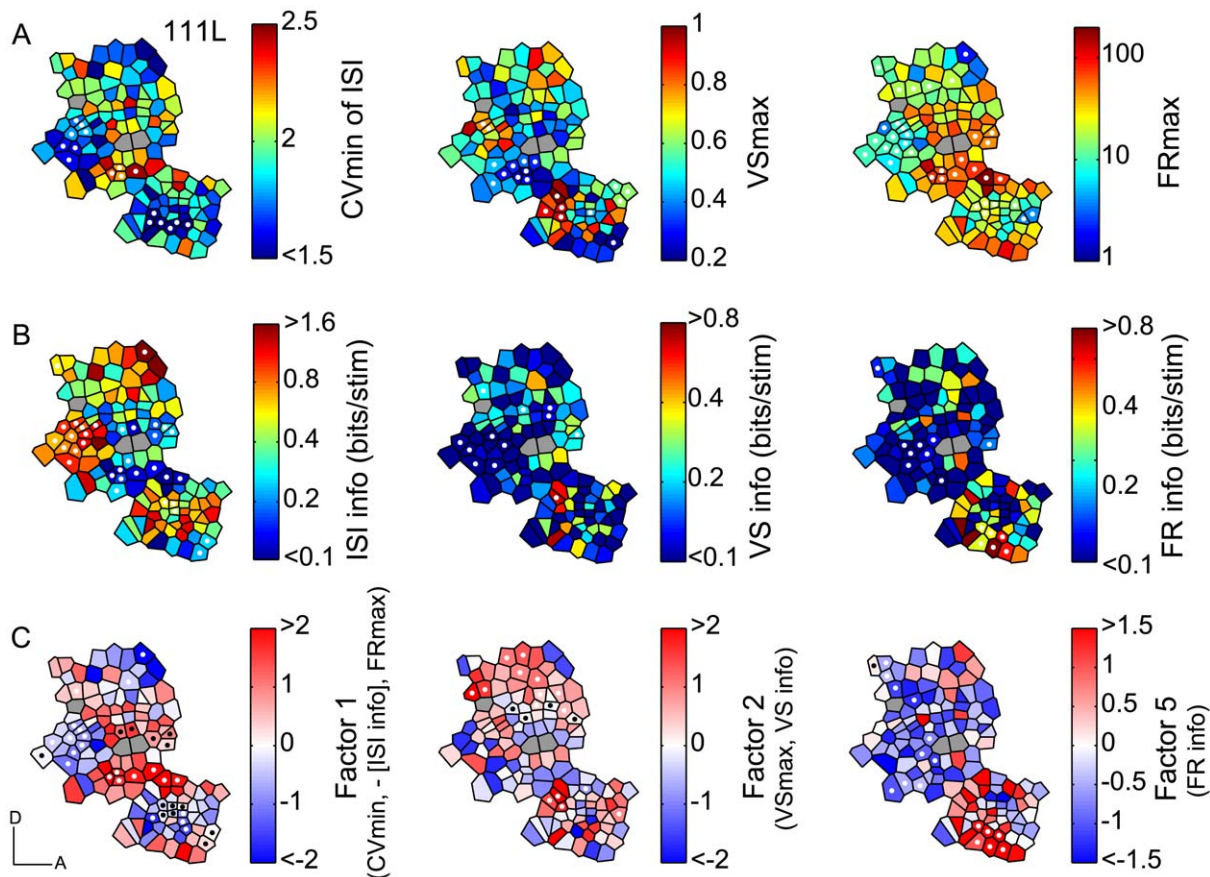 A
111L
2.5
2
<1.5
CVmin of ISI
1
0.8
0.6
0.4
0.2
VSmax
100
10
1
FRmax
B
>1.6
0.8
0.4
0.2
<0.1
ISI info (bits/stim)
>0.8
0.4
0.2
<0.1
VS info (bits/stim)
>0.8
0.4
0.2
<0.1
FR info (bits/stim)
C
>2
1
0
-1
<-2
Factor 1
(CVmin, - [ISI info], FRmax)
>2
1
0
-1
<-2
Factor 2
(VSmax, VS info)
>1.5
1
0.5
0
-0.5
-1
<-1.5
Factor 5
(FR info)
D
A